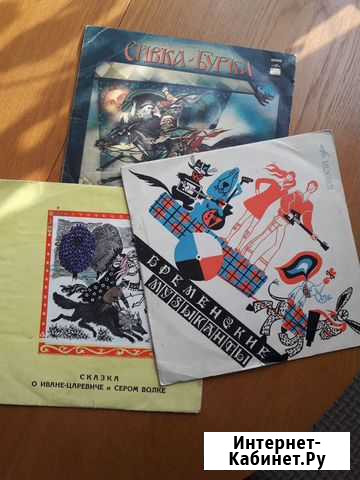 СИВКА-БУРКА
БРЕМЕНСКИЕ
МУЗЫКАНТЫ
СКАЗКА
О ИВАНЕ-ЦАРЕВИЧЕ и СЕРОМ ВОЛКЕ
Интернет-
Кабинет.Ру